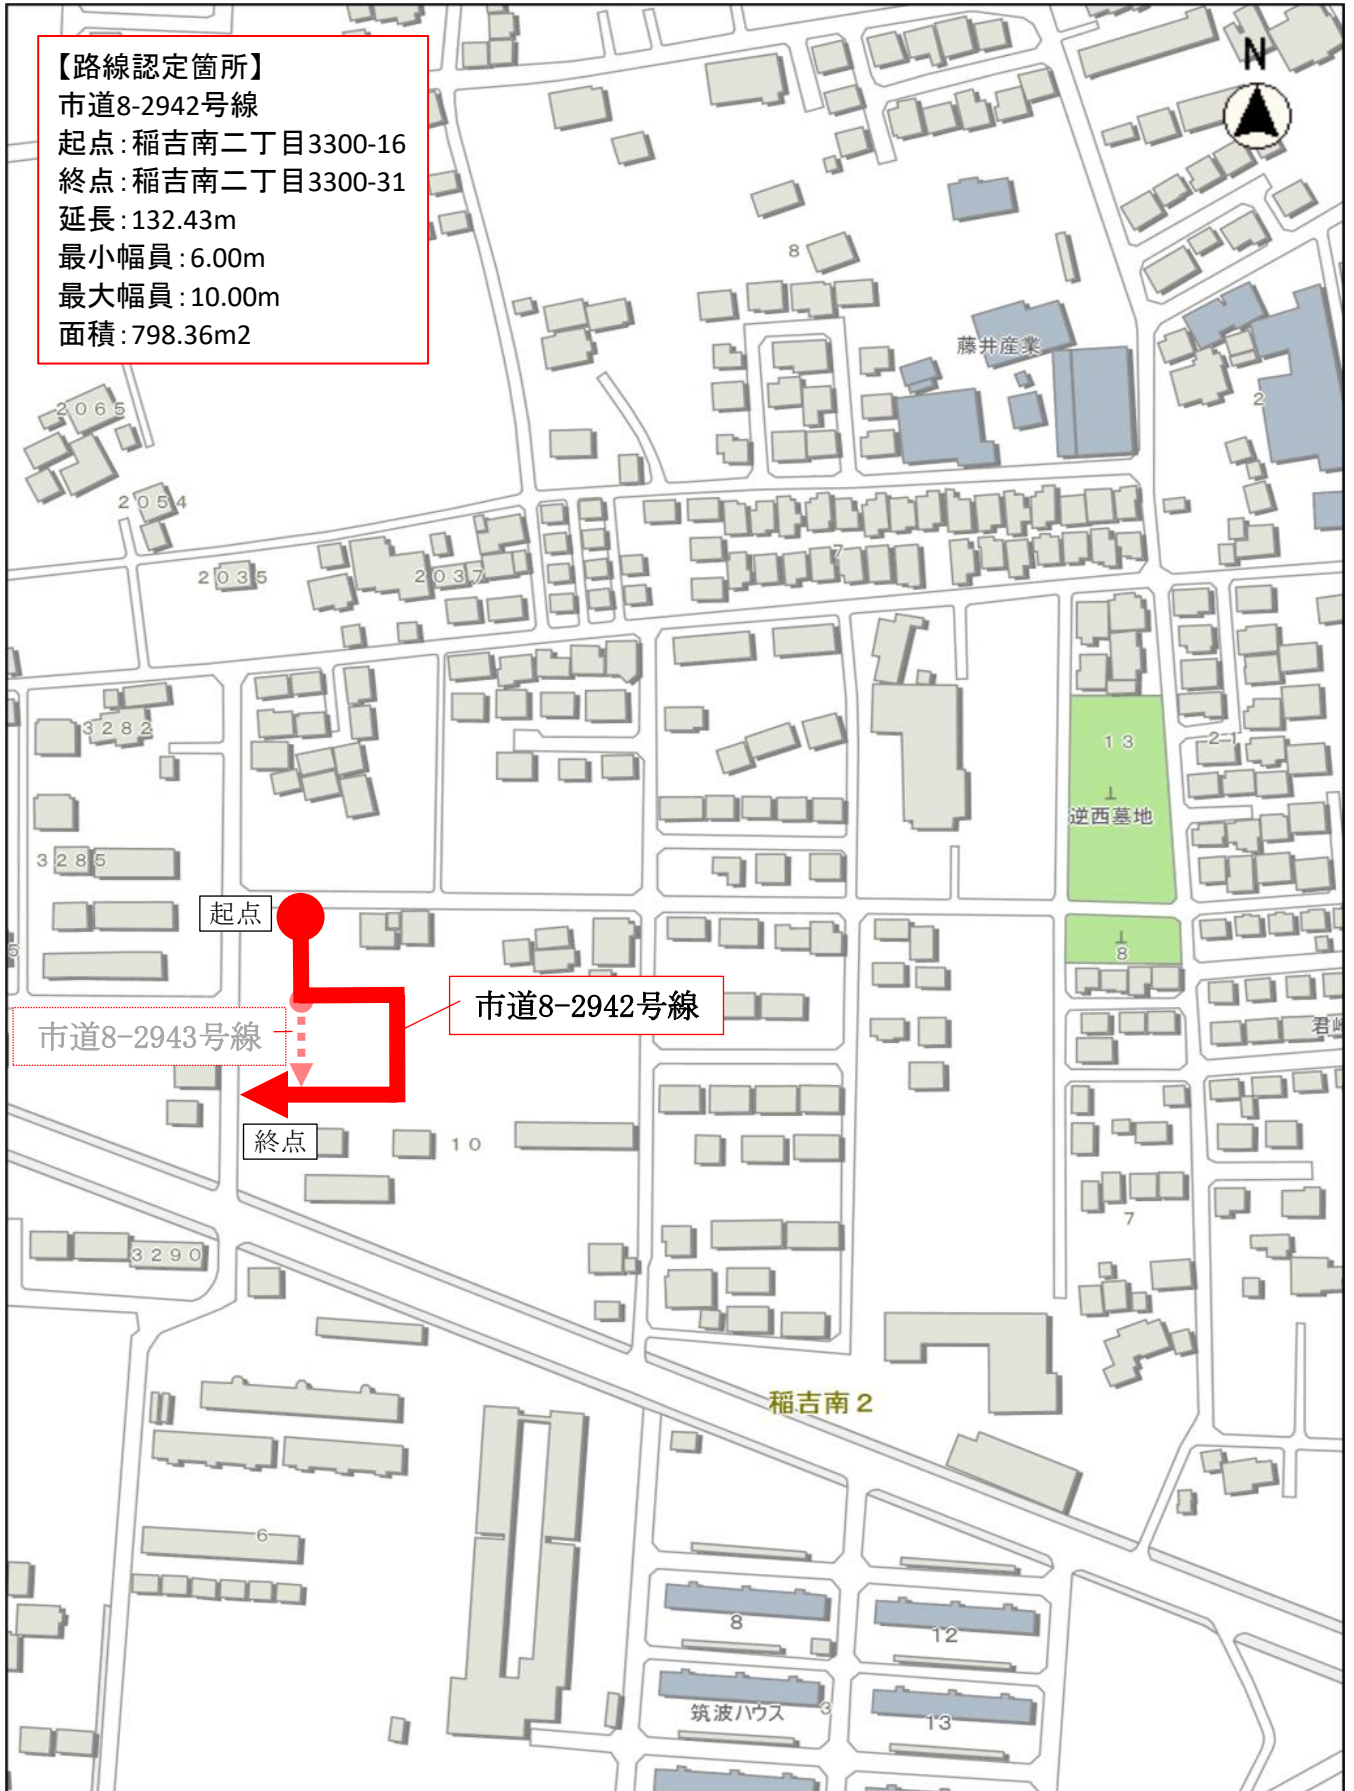 【路線認定箇所】
市道8-2942号線
起点:稲吉南二丁目3300-16
終点:稲吉南二丁目3300-31
延長:132.43m
最小幅員:6.00m
最大幅員:10.00m
面積:798.36m2
N
8
藤井産業
2065
2
2054
7
2035
2037
3282
13
21
逆西墓地
3285
起点
8
5
市道8-2942号線
君崎
市道8-2943号線
終点
10
7
3290
稲吉南2
6
8
12
筑波ハウス
3
13